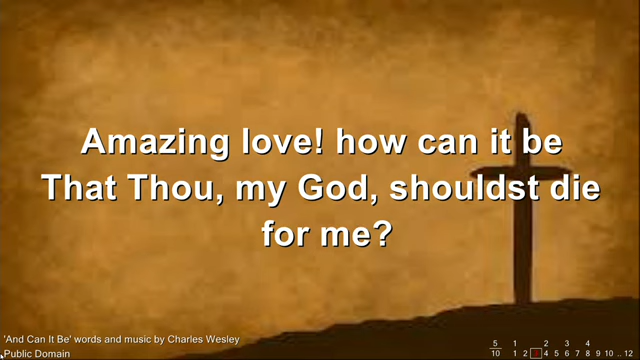 Amazing love! how can it be
That Thou, my God, shouldst die
for me?
'And Can It Be' words and music by Charles Wesley
Public Domain
5 1 2 3 4
10 1 2 3 4 5 6 7 8 9 10 .. 12